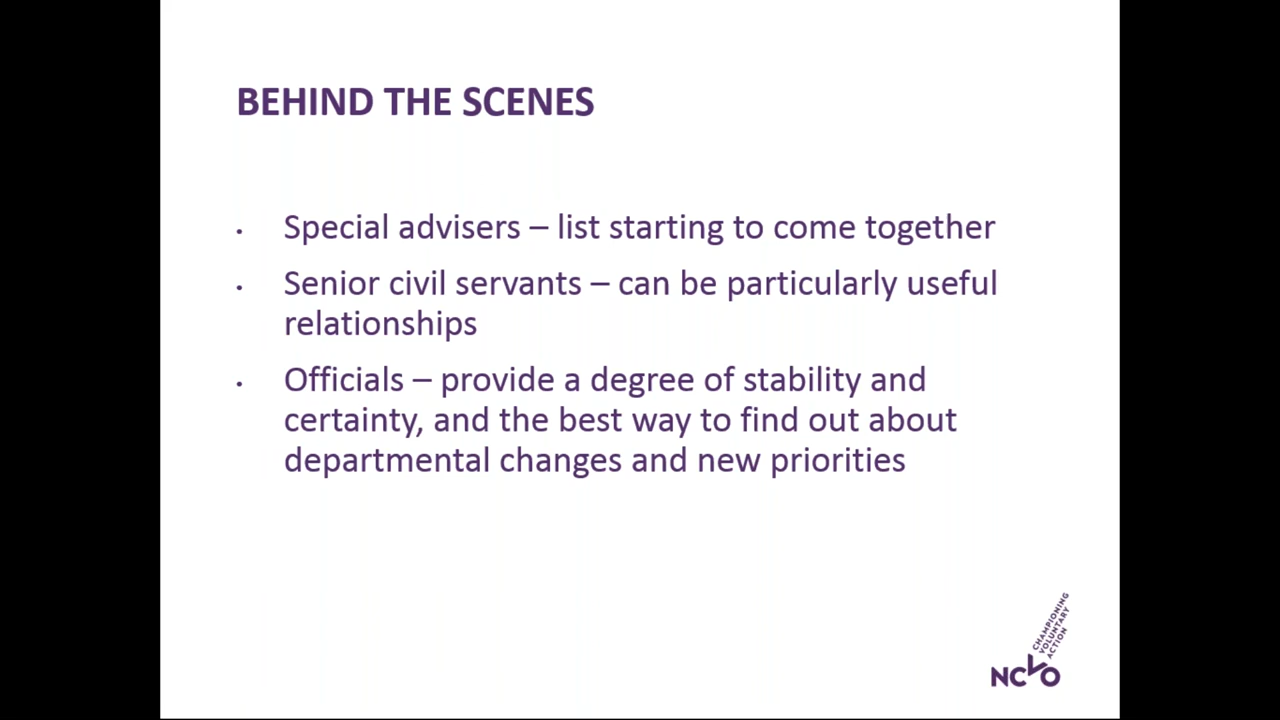 BEHIND THE SCENES
• Special advisers – list starting to come together
• Senior civil servants – can be particularly useful
relationships
• Officials – provide a degree of stability and
certainty, and the best way to find out about
departmental changes and new priorities
CHAMPIONING
VOLUNTARY
ACTION
NCVO